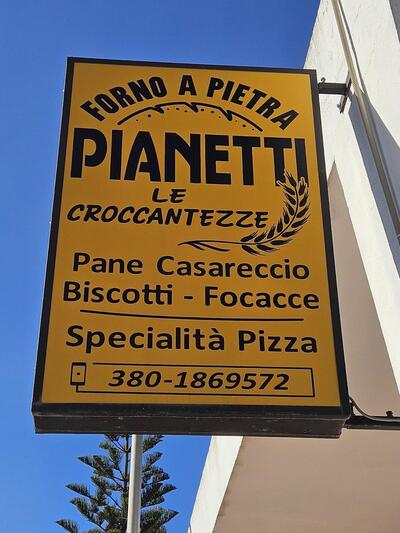 FORNO A PIETRA
PIANETTI
LE
CROCCANTEZZE
Pane Casareccio
Biscotti - Focacce
Specialità Pizza
380-1869572